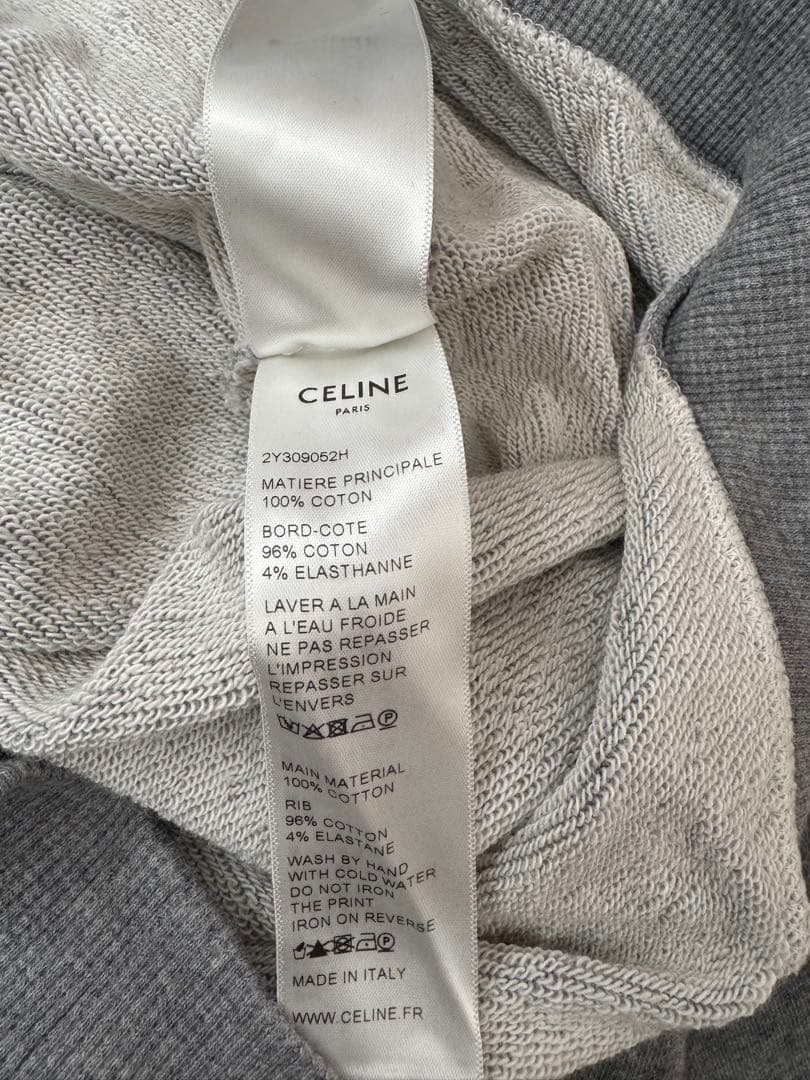 CELINE
PARIS
2Y309052H
MATIERE PRINCIPALE
100% COTON
BORD-COTE
96% COTON
4% ELASTHANNE
LAVER A LA MAIN
A L'EAU FROIDE
NE PAS REPASSER
L'IMPRESSION
REPASSER SUR
L'ENVERS
MAIN MATERIAL
100% COTTON
RIB
96% COTTON
4% ELASTANE
WASH BY HAND
WITH COLD WATER
DO NOT IRON
THE PRINT
IRON ON REVERSE
MADE IN ITALY
WWW.CELINE.FR